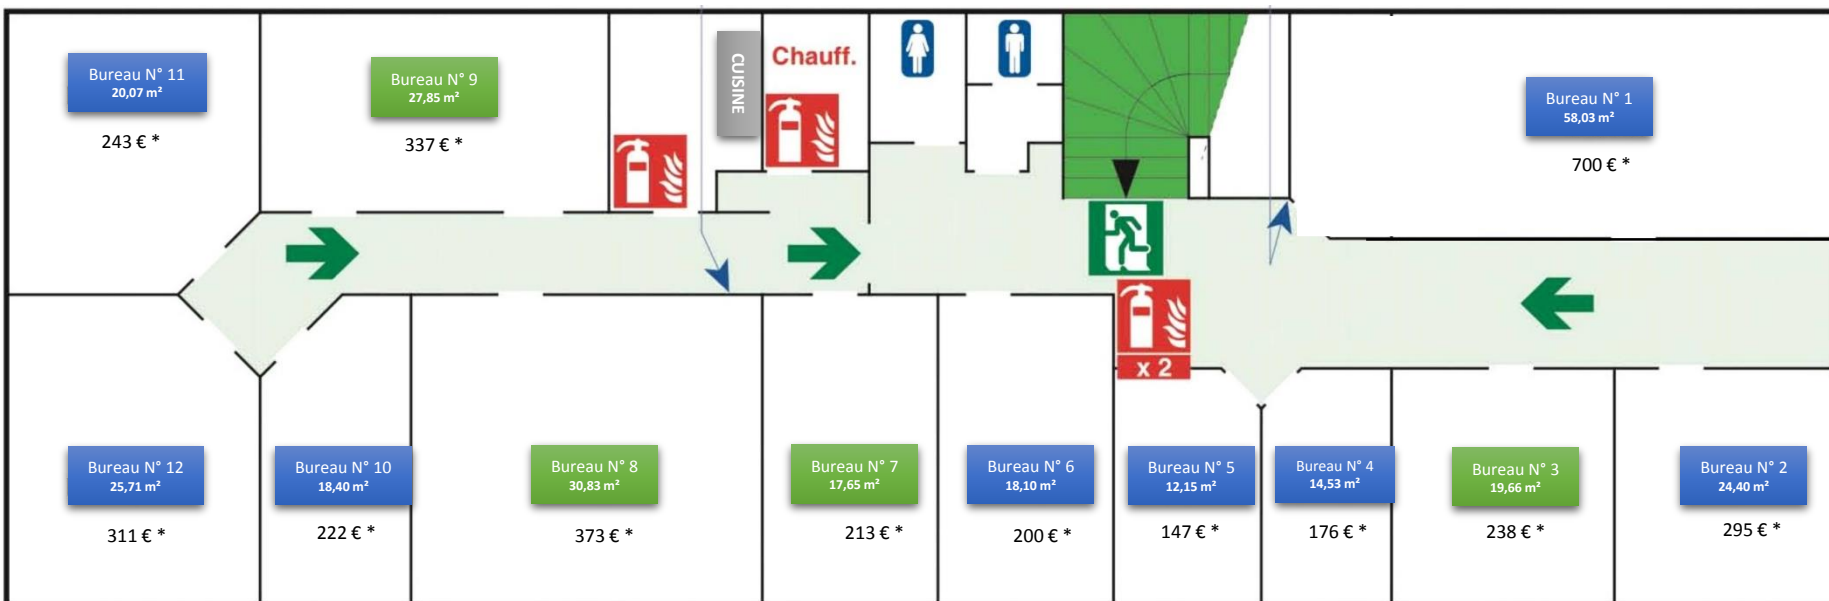 Bureau N° 11
20,07 m²
243 € *
Bureau N° 9
27,85 m²
337 € *
CUISINE
Chauff.
Bureau N° 1
58,03 m²
700 € *
x 2
Bureau N° 12
25,71 m²
311 € *
Bureau N° 10
18,40 m²
222 € *
Bureau N° 8
30,83 m²
373 € *
Bureau N° 7
17,65 m²
213 € *
Bureau N° 6
18,10 m²
200 € *
Bureau N° 5
12,15 m²
147 € *
Bureau N° 4
14,53 m²
176 € *
Bureau N° 3
19,66 m²
238 € *
Bureau N° 2
24,40 m²
295 € *